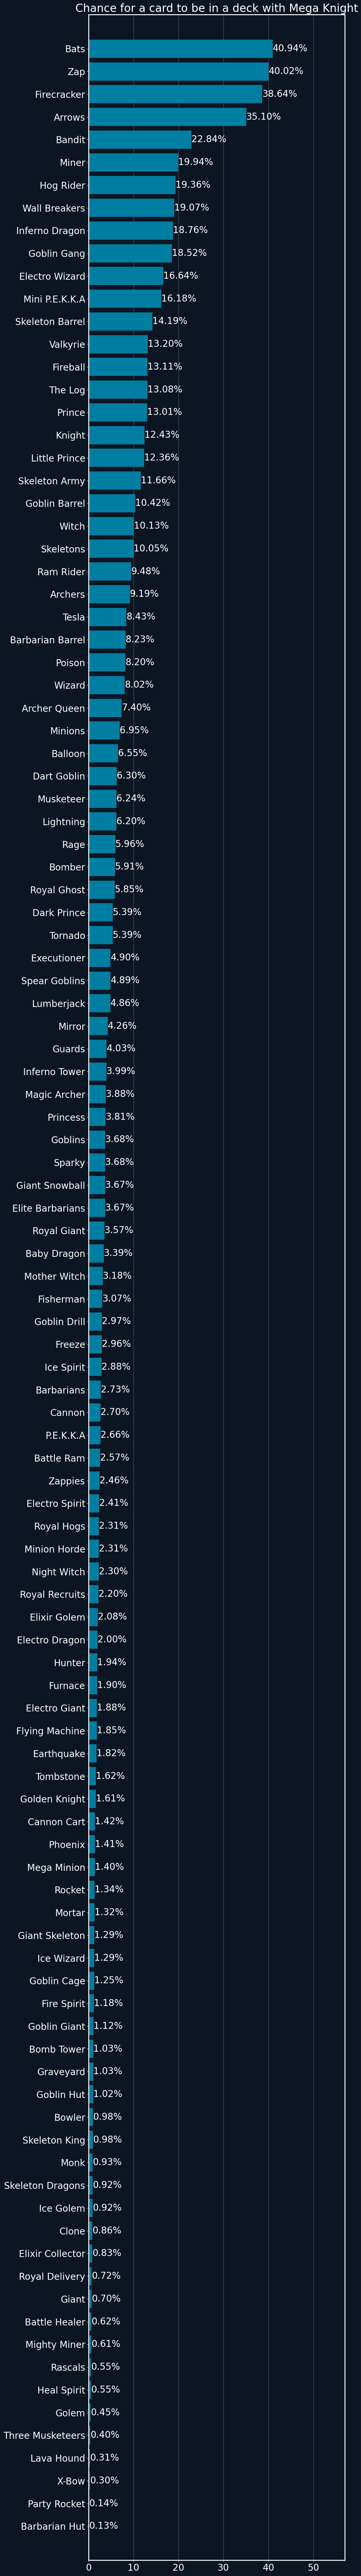 Chance for a card to be in a deck with Mega Knight
Bats 40.94%
Zap 40.02%
Firecracker 38.64%
Arrows 35.10%
Bandit 22.84%
Miner 19.94%
Hog Rider 19.36%
Wall Breakers 19.07%
Inferno Dragon 18.76%
Goblin Gang 18.52%
Electro Wizard 16.64%
Mini P.E.K.K.A 16.18%
Skeleton Barrel 14.19%
Valkyrie 13.20%
Fireball 13.11%
The Log 13.08%
Prince 13.01%
Knight 12.43%
Little Prince 12.36%
Skeleton Army 11.66%
Goblin Barrel 10.42%
Witch 10.13%
Skeletons 10.05%
Ram Rider 9.48%
Archers 9.19%
Tesla 8.43%
Barbarian Barrel 8.23%
Poison 8.20%
Wizard 8.02%
Archer Queen 7.40%
Minions 6.95%
Balloon 6.55%
Dart Goblin 6.30%
Musketeer 6.24%
Lightning 6.20%
Rage 5.96%
Bomber 5.91%
Royal Ghost 5.85%
Dark Prince 5.39%
Tornado 5.39%
Executioner 4.90%
Spear Goblins 4.89%
Lumberjack 4.86%
Mirror 4.26%
Guards 4.03%
Inferno Tower 3.99%
Magic Archer 3.88%
Princess 3.81%
Goblins 3.68%
Sparky 3.68%
Giant Snowball 3.67%
Elite Barbarians 3.67%
Royal Giant 3.57%
Baby Dragon 3.39%
Mother Witch 3.18%
Fisherman 3.07%
Goblin Drill 2.97%
Freeze 2.96%
Ice Spirit 2.88%
Barbarians 2.73%
Cannon 2.70%
P.E.K.K.A 2.66%
Battle Ram 2.57%
Zappies 2.46%
Electro Spirit 2.41%
Royal Hogs 2.31%
Minion Horde 2.31%
Night Witch 2.30%
Royal Recruits 2.20%
Elixir Golem 2.08%
Electro Dragon 2.00%
Hunter 1.94%
Furnace 1.90%
Electro Giant 1.88%
Flying Machine 1.85%
Earthquake 1.82%
Tombstone 1.62%
Golden Knight 1.61%
Cannon Cart 1.42%
Phoenix 1.41%
Mega Minion 1.40%
Rocket 1.34%
Mortar 1.32%
Giant Skeleton 1.29%
Ice Wizard 1.29%
Goblin Cage 1.25%
Fire Spirit 1.18%
Goblin Giant 1.12%
Bomb Tower 1.03%
Graveyard 1.03%
Goblin Hut 1.02%
Bowler 0.98%
Skeleton King 0.98%
Monk 0.93%
Skeleton Dragons 0.92%
Ice Golem 0.92%
Clone 0.86%
Elixir Collector 0.83%
Royal Delivery 0.72%
Giant 0.70%
Battle Healer 0.62%
Mighty Miner 0.61%
Rascals 0.55%
Heal Spirit 0.55%
Golem 0.45%
Three Musketeers 0.40%
Lava Hound 0.31%
X-Bow 0.30%
Party Rocket 0.14%
Barbarian Hut 0.13%
0 10 20 30 40 50